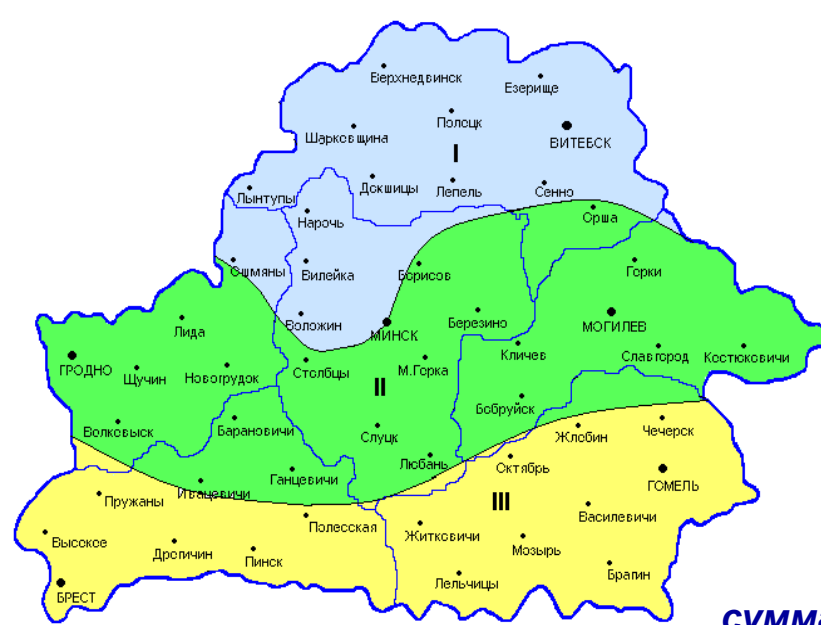 Верхнедвинск
Езерище
Полоцк
Шарковщина
ВИТЕБСК
I
Докшицы
Лепель
Сенно
Лынтупы
Нарочь
Орша
Ошмяны
Вилейка
Борисов
Горки
Лида
Воложин
МИНСК
Березино
МОГИЛЕВ
ГРОДНО
Щучин
Новогрудок
Столбцы
М.Горка
Кличев
Славгород
Костюковичи
II
Волковыск
Барановичи
Слуцк
Бобруйск
Жлобин
Чечерск
Любань
Октябрь
Ивацевичи
Ганцевичи
ГОМЕЛЬ
Пружаны
III
Полесская
Василевичи
Высокое
Дрогичин
Пинск
Житковичи
Мозырь
Лельчицы
Брагин
БРЕСТ
сумма